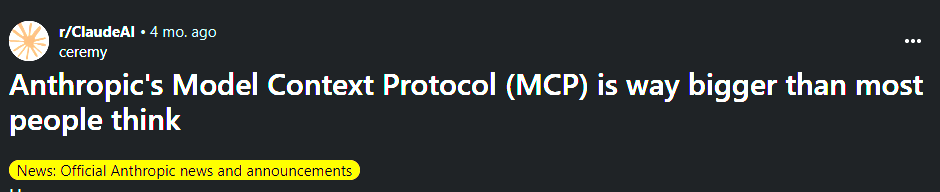 r/ClaudeAI • 4 mo. ago
ceremy
Anthropic's Model Context Protocol (MCP) is way bigger than most
people think
News: Official Anthropic news and announcements